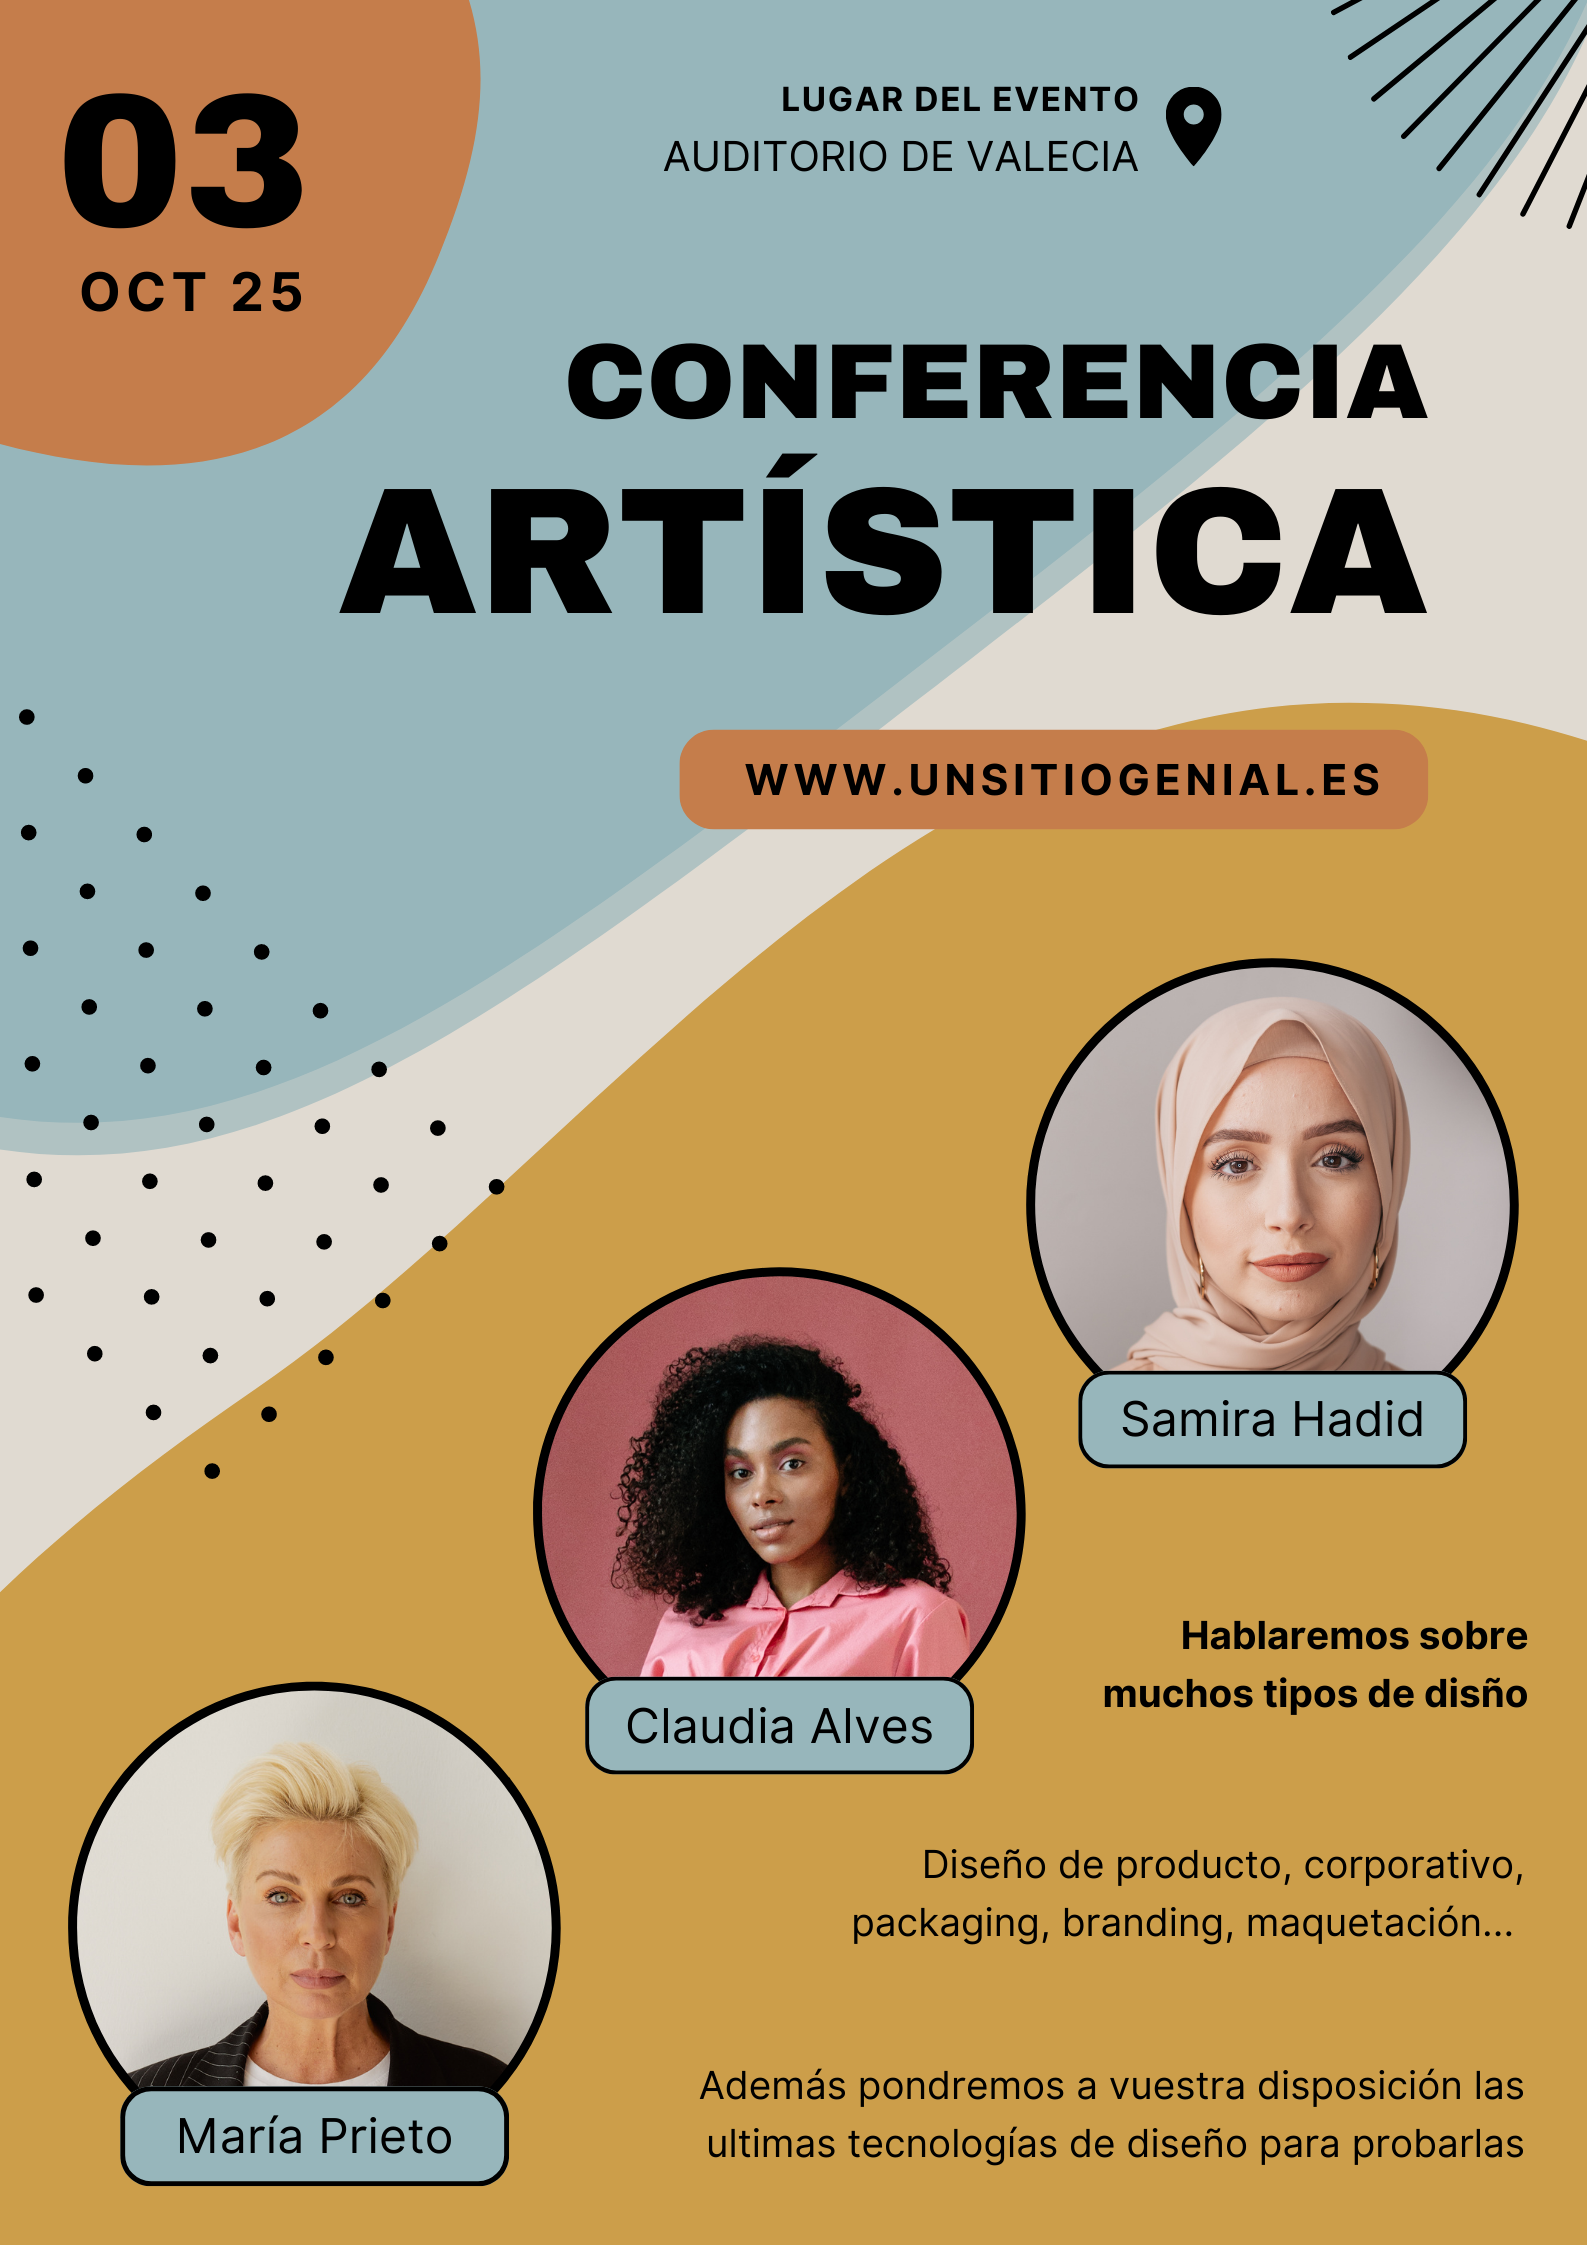 03
OCT 25
LUGAR DEL EVENTO
AUDITORIO DE VALECIA
CONFERENCIA
ARTÍSTICA
WWW.UNSITIOGENIAL.ES
Samira Hadid
Claudia Alves
Hablaremos sobre
muchos tipos de disño
María Prieto
Diseño de producto, corporativo,
packaging, branding, maquetación...
Además pondremos a vuestra disposición las
ultimas tecnologías de diseño para probarlas